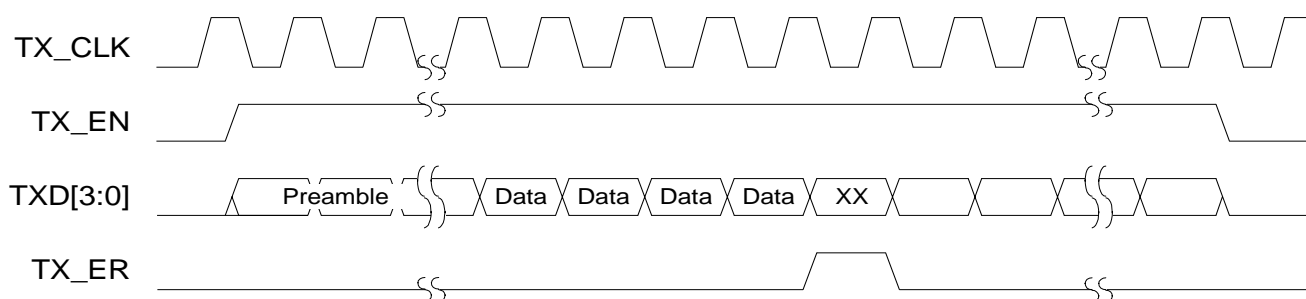 TX_CLK
TX_EN
TXD[3:0] Preamble Data Data Data Data XX
TX_ER